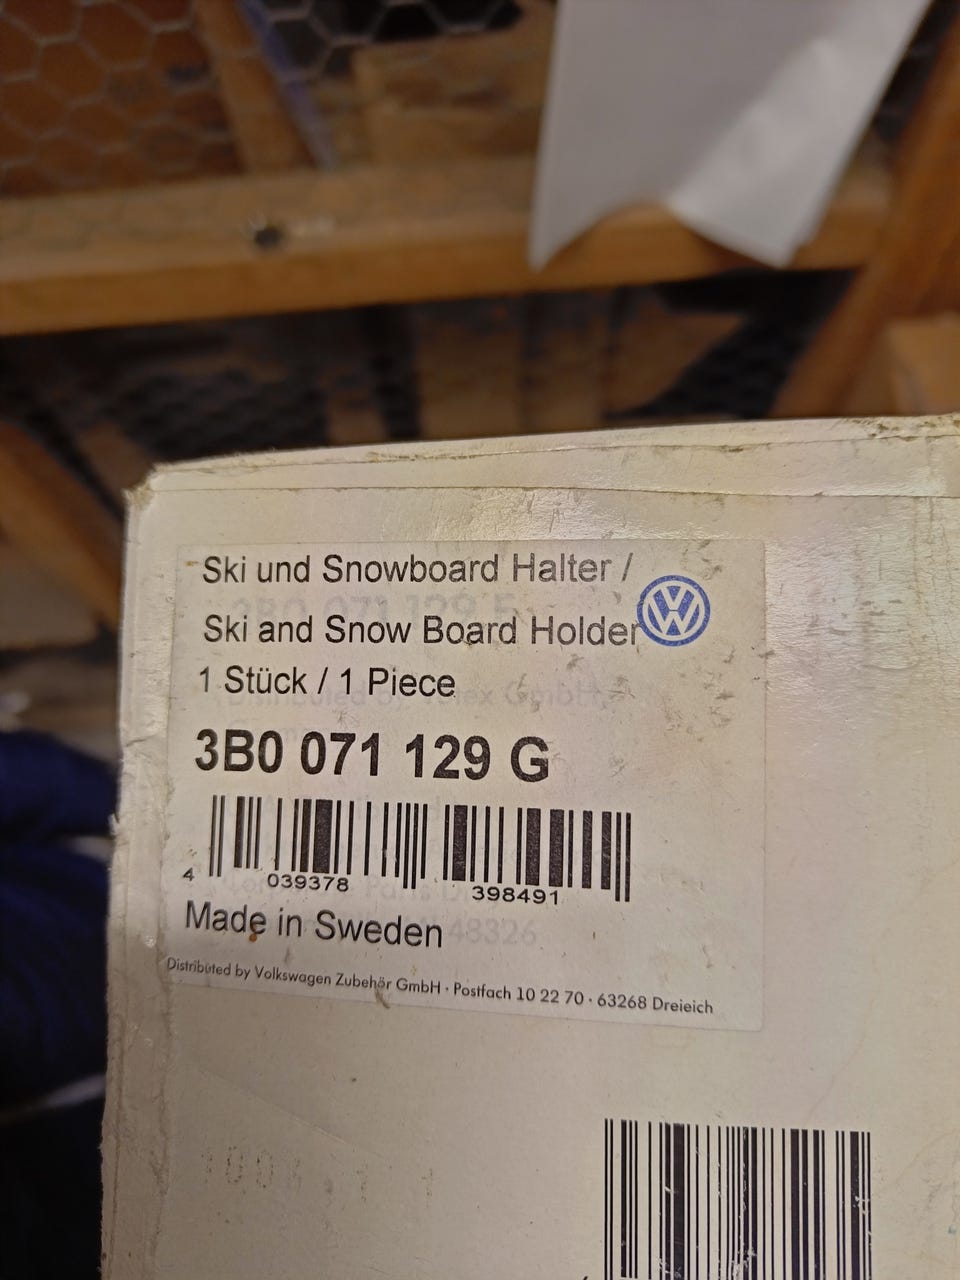 Ski und Snowboard Halter /
Ski and Snow Board Holder
1 Stück / 1 Piece
3B0 071 129 G
4 039378 398491
Made in Sweden
Distributed by Volkswagen Zubehör GmbH · Postfach 10 22 70 · 63268 Dreieich